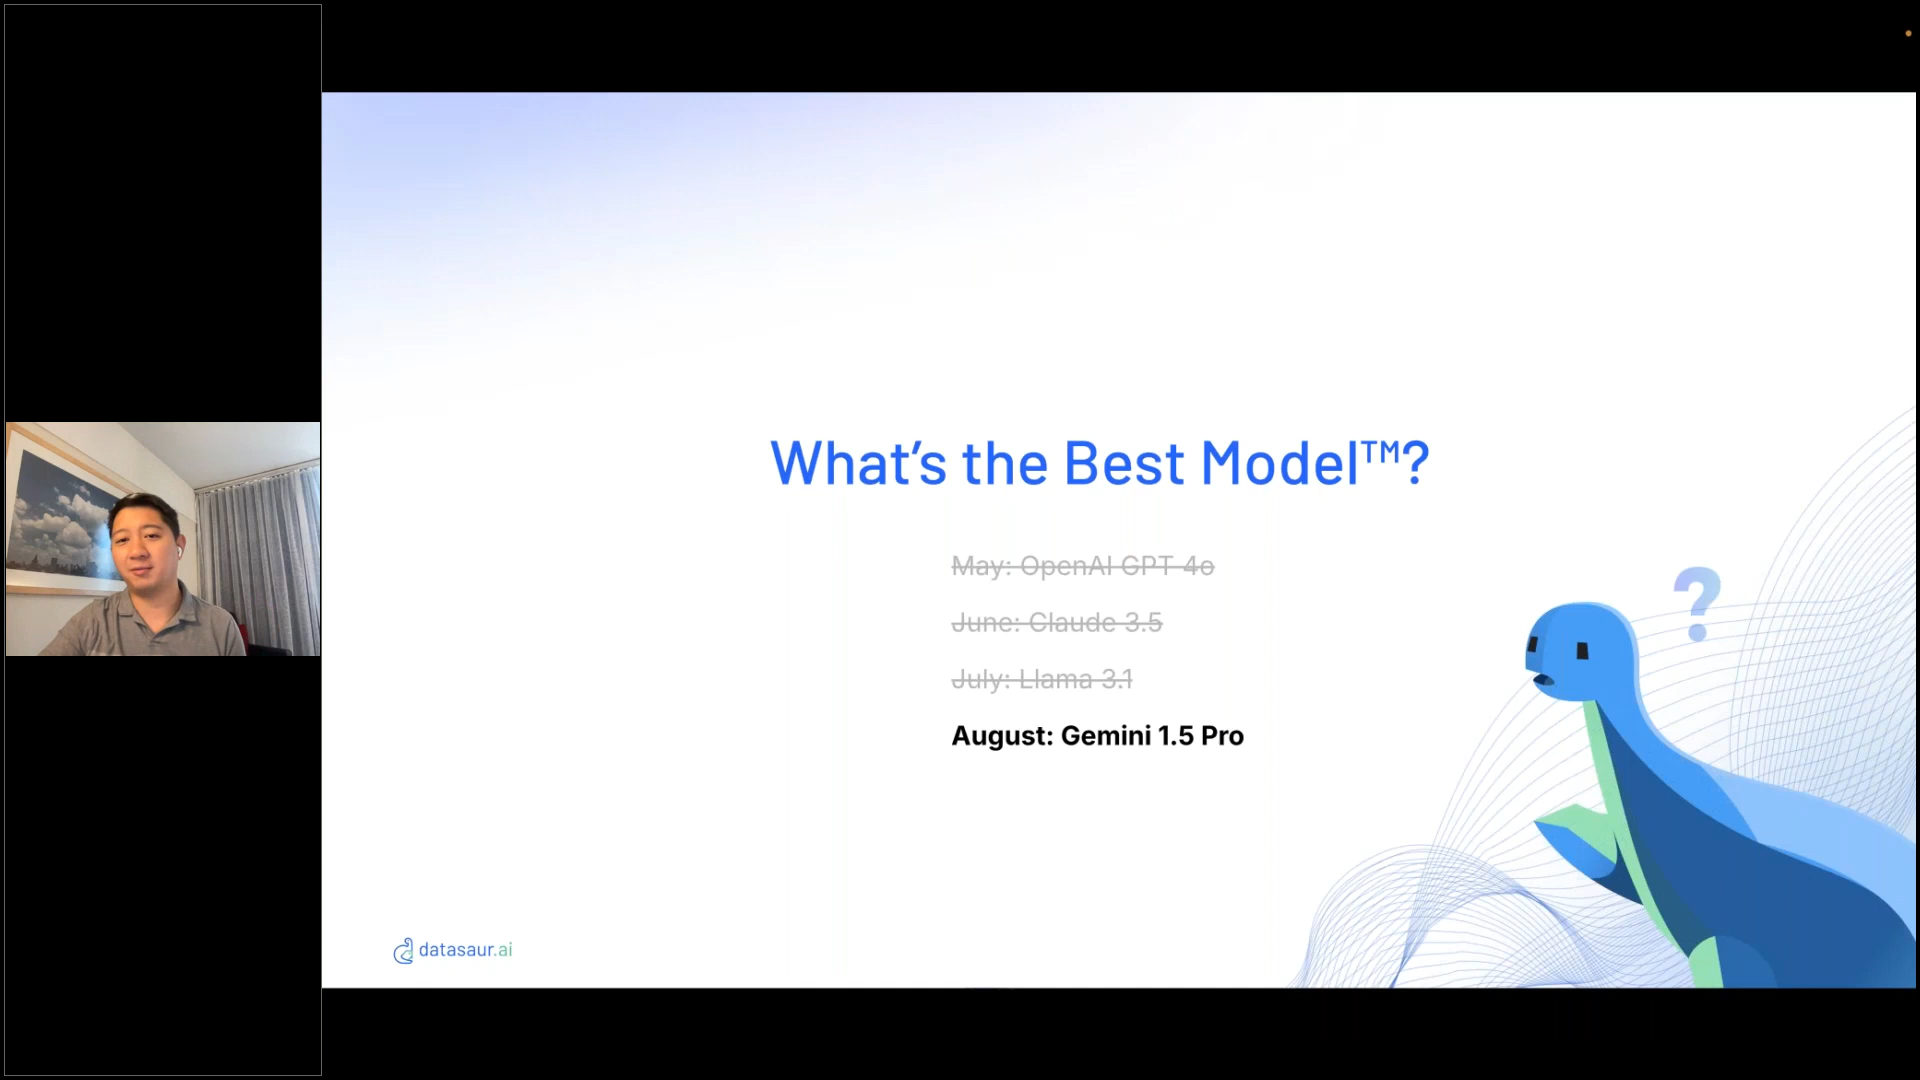 What’s the Best Model™?
May: OpenAI GPT 4o
June: Claude 3.5
July: Llama 3.1
August: Gemini 1.5 Pro
?
datasaur.ai